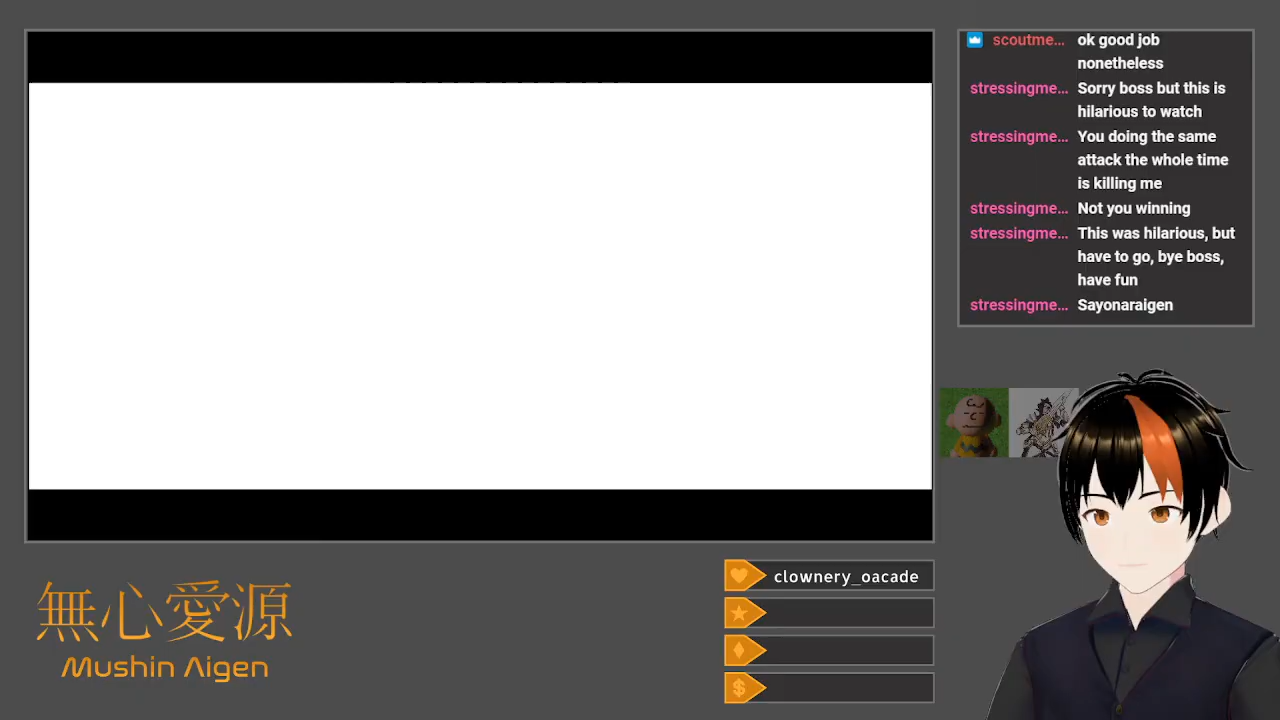 scoutme... ok good job
nonetheless
stressingme... Sorry boss but this is
hilarious to watch
stressingme... You doing the same
attack the whole time
is killing me
stressingme... Not you winning
stressingme... This was hilarious, but
have to go, bye boss,
have fun
stressingme... Sayonaraigen
clownery_oacade
無心愛源
Mushin Aigen